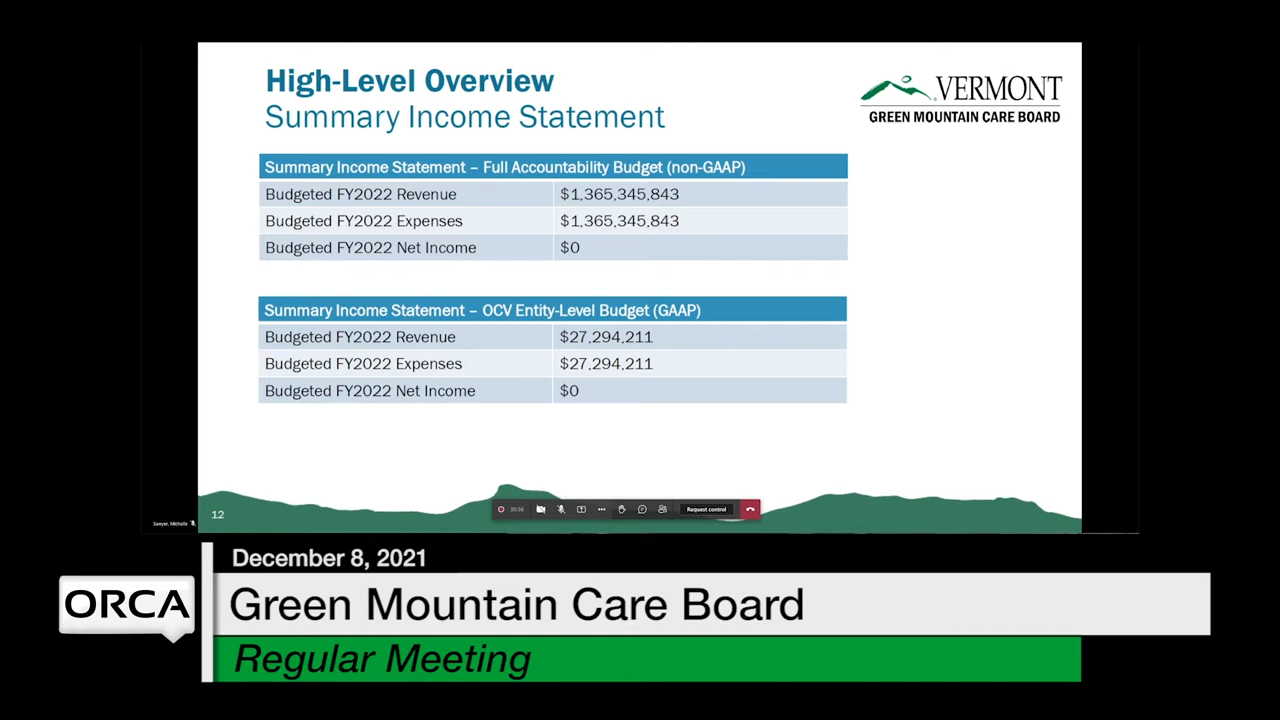 High-Level Overview
Summary Income Statement
VERMONT
GREEN MOUNTAIN CARE BOARD
Summary Income Statement – Full Accountability Budget (non-GAAP)
Budgeted FY2022 Revenue $1,365,345,843
Budgeted FY2022 Expenses $1,365,345,843
Budgeted FY2022 Net Income $0
Summary Income Statement – OCV Entity-Level Budget (GAAP)
Budgeted FY2022 Revenue $27,294,211
Budgeted FY2022 Expenses $27,294,211
Budgeted FY2022 Net Income $0
12
30:36
Request control
Sawyer, Michelle
December 8, 2021
ORCA
Green Mountain Care Board
Regular Meeting